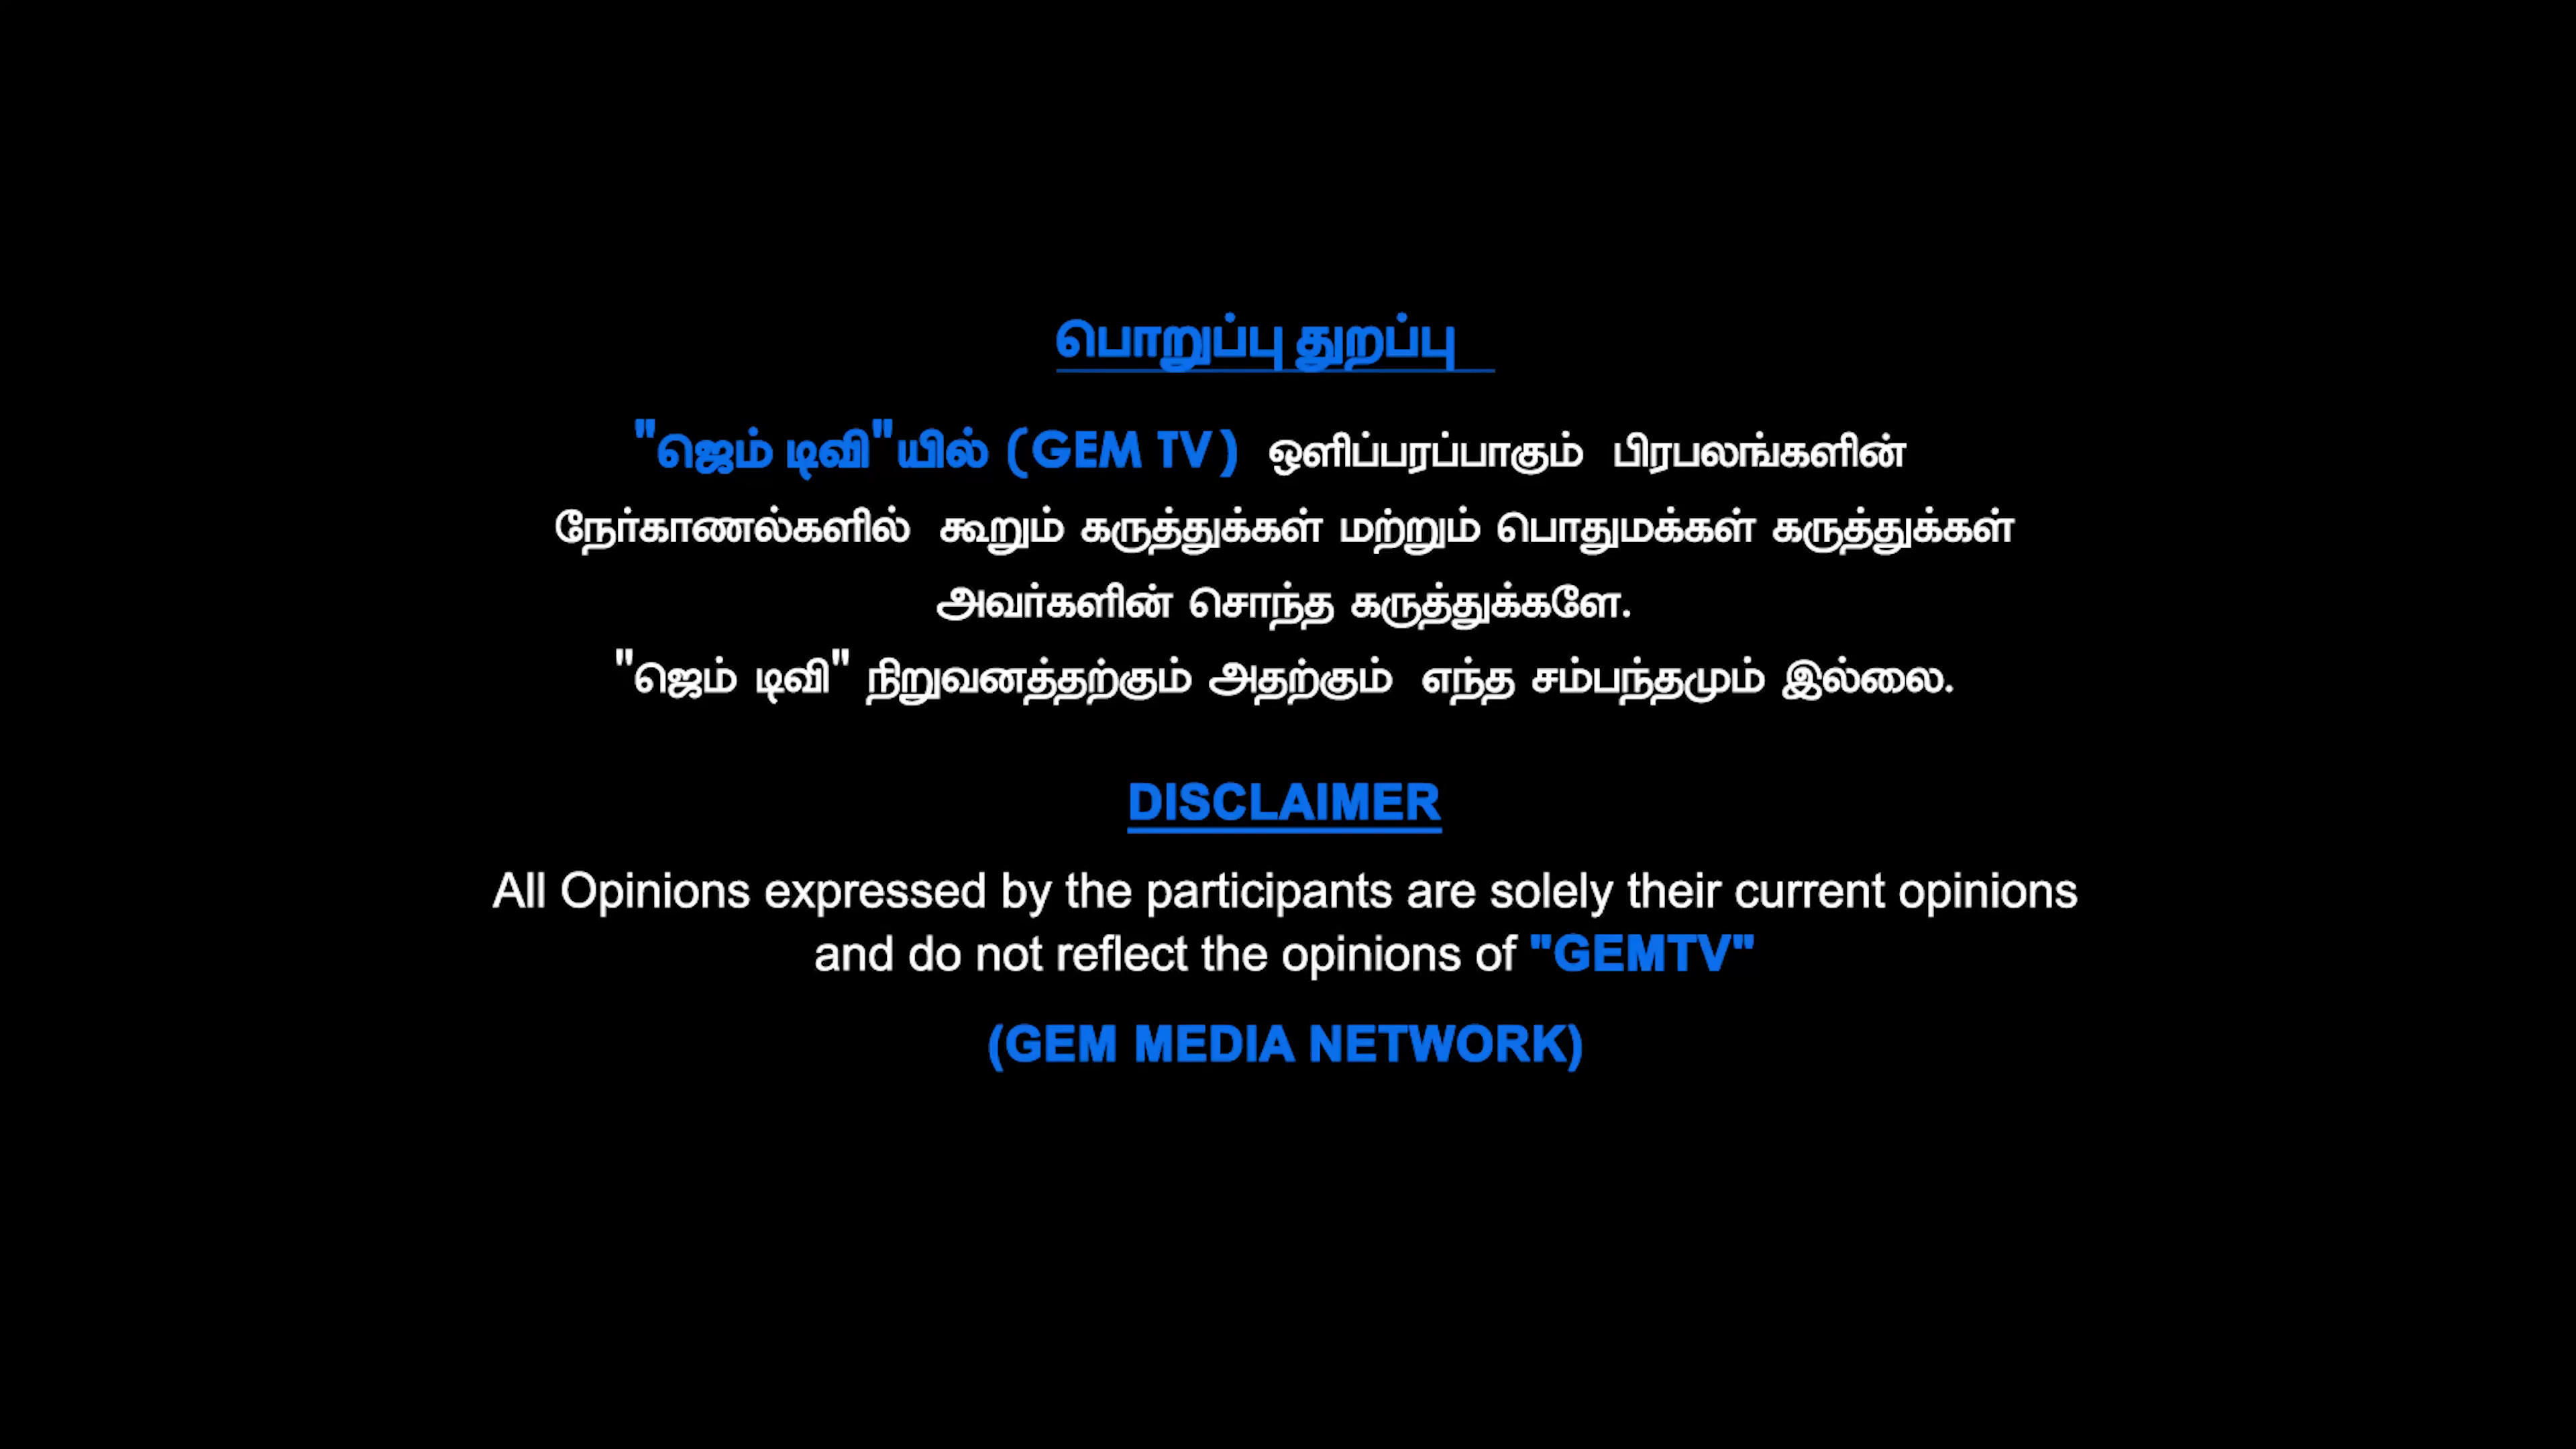 பொறுப்பு துறப்பு
"ஜெம் டிவி"யில் (GEM TV) ஒளிப்பரப்பாகும் பிரபலங்களின்
நேர்காணல்களில் கூறும் கருத்துக்கள் மற்றும் பொதுமக்கள் கருத்துக்கள்
அவர்களின் சொந்த கருத்துக்களே.
"ஜெம் டிவி" நிறுவனத்தற்கும் அதற்கும் எந்த சம்பந்தமும் இல்லை.
DISCLAIMER
All Opinions expressed by the participants are solely their current opinions
and do not reflect the opinions of "GEMTV"
(GEM MEDIA NETWORK)